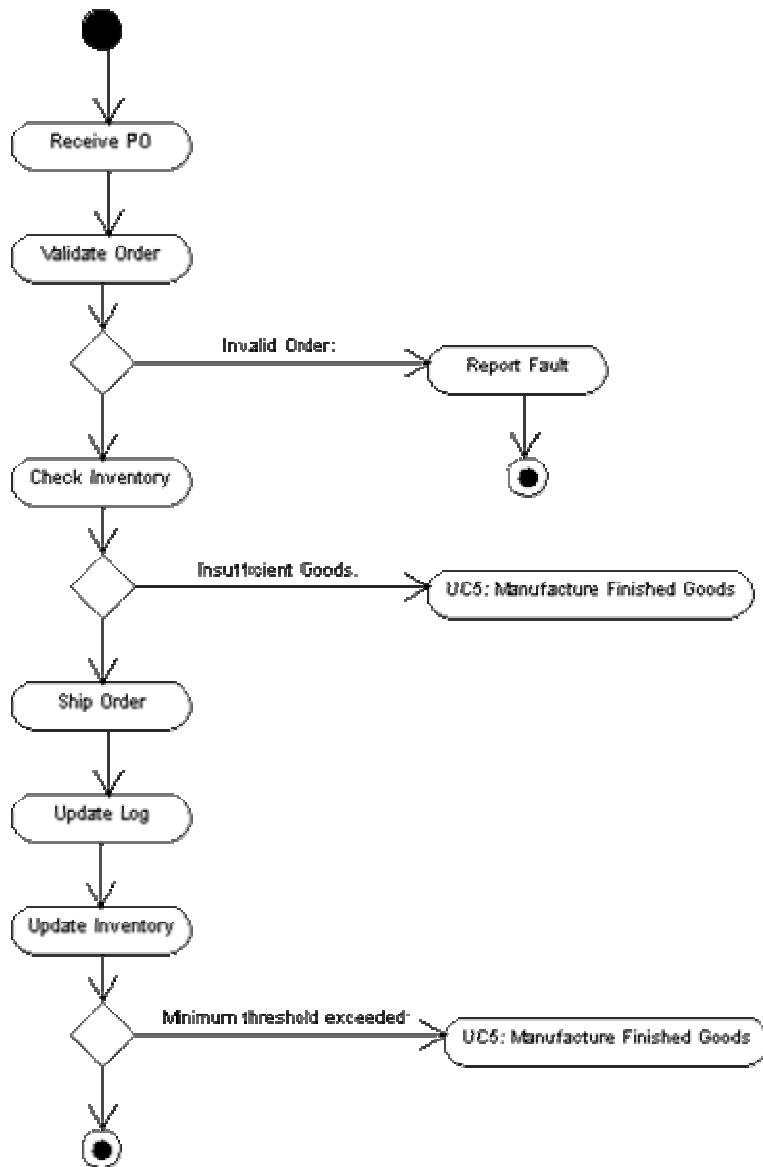 Receive PO
Validate Order
Invalid Order:
Report Fault
Check Inventory
Insufficient Goods.
UC5: Manufacture Finished Goods
Ship Order
Update Log
Update Inventory
Minimum threshold exceeded:
UC5: Manufacture Finished Goods